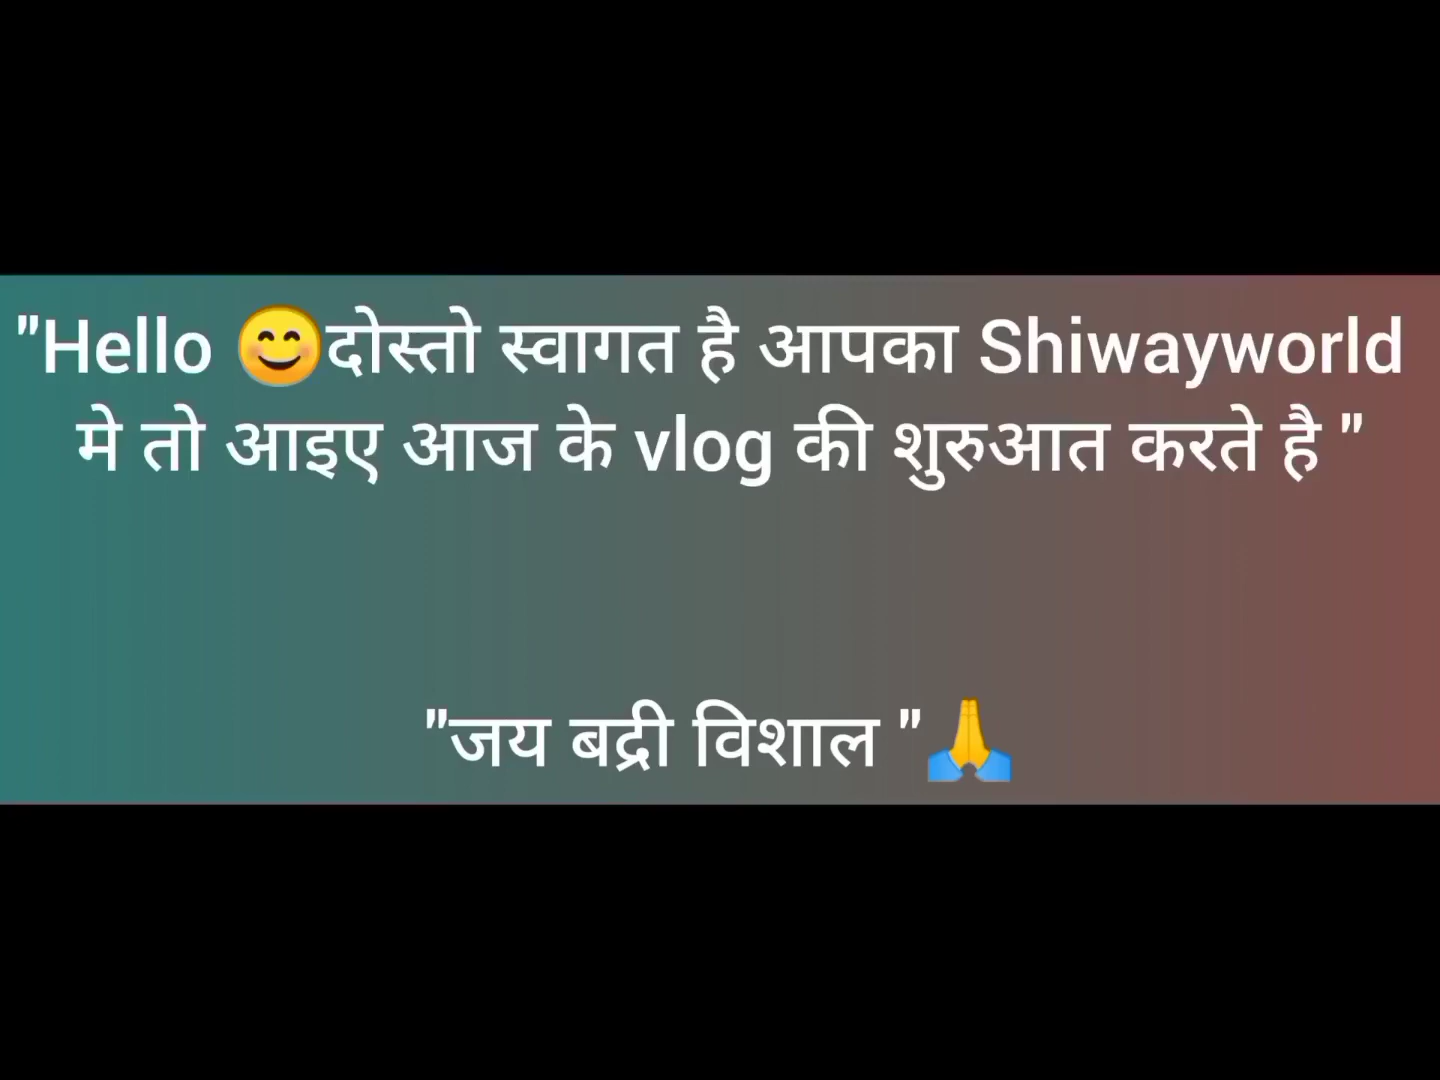 "Hello 😊दोस्तो स्वागत है आपका Shiwayworld
मे तो आइए आज के vlog की शुरुआत करते है "
"जय बद्री विशाल "🙏